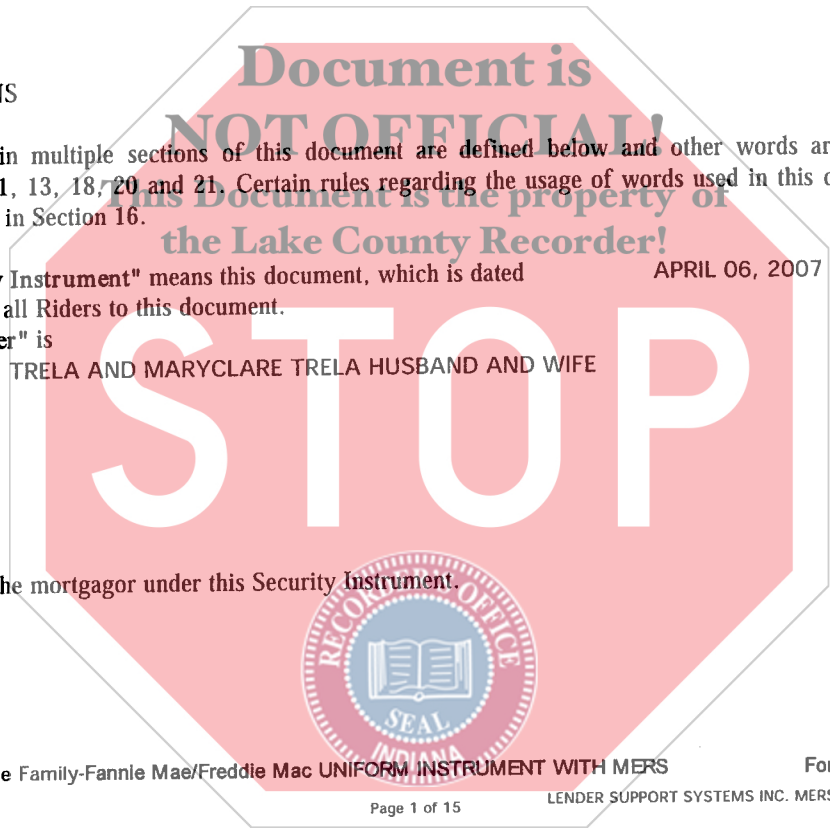 NS
Document is
NOT OFFICIAL!
in multiple sections of this document are defined below and other words ar
1, 13, 18, 20 and 21. Certain rules regarding the usage of words used in this d
This Document is the property of
in Section 16.
the Lake County Recorder!
y Instrument" means this document, which is dated APRIL 06, 2007
all Riders to this document.
er" is
TRELA AND MARYCLARE TRELA HUSBAND AND WIFE
STOP
he mortgagor under this Security Instrument.
RECORDER'S OFFICE
SEAL
INDIANA
e Family-Fannie Mae/Freddie Mac UNIFORM INSTRUMENT WITH MERS For
LENDER SUPPORT SYSTEMS INC. MERS
Page 1 of 15